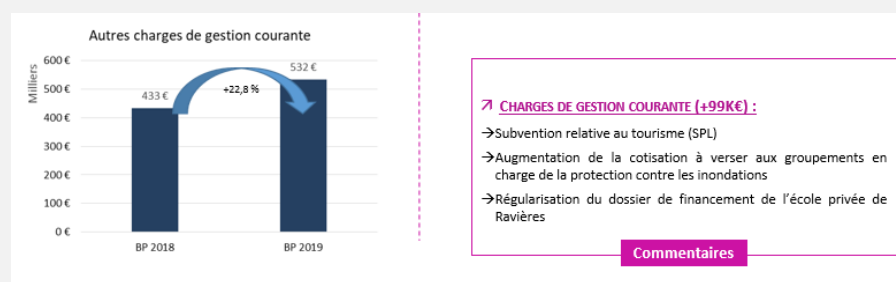 Autres charges de gestion courante
Milliers
600 €
500 €
400 €
300 €
200 €
100 €
0 €
433 €
+22,8 %
532 €
BP 2018
BP 2019
↗ CHARGES DE GESTION COURANTE (+99K€) :
→Subvention relative au tourisme (SPL)
→Augmentation de la cotisation à verser aux groupements en
charge de la protection contre les inondations
→Régularisation du dossier de financement de l'école privée de
Ravières
Commentaires